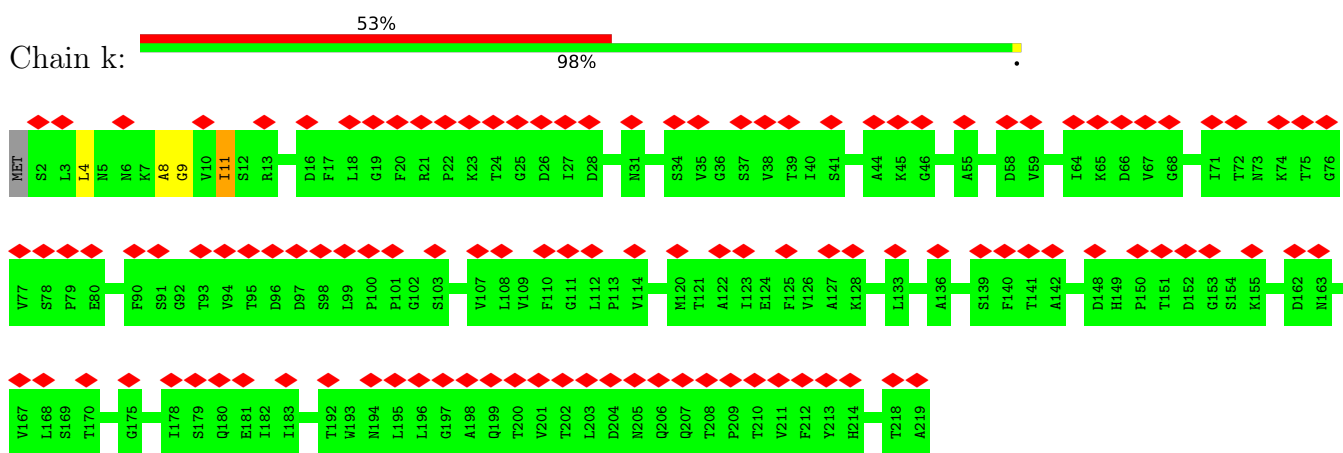 53%
Chain k:
98% .
MET S2 L3 L4 N5 N6 K7 A8 G9 V10 I11 S12 R13 D16 F17 L18 G19 F20 R21 P22 K23 T24 G25 D26 I27 D28 N31 S34 V35 G36 S37 V38 T39 I40 S41 A44 K45 G46 A55 D58 V59 I64 K65 D66 V67 G68 I71 T72 N73 K74 T75 G76
V77 S78 P79 E80 F90 S91 G92 T93 V94 T95 D96 D97 S98 L99 P100 P101 G102 S103 V107 L108 V109 F110 G111 L112 P113 V114 M120 T121 A122 I123 E124 F125 V126 A127 K128 L133 A136 S139 F140 T141 A142 D148 H149 P150 T151 D152 G153 S154 K155 D162 N163
V167 L168 S169 T170 G175 I178 S179 Q180 E181 I182 I183 T192 W193 N194 L195 L196 G197 A198 Q199 T200 V201 T202 L203 D204 N205 Q206 Q207 T208 P209 T210 V211 F212 Y213 H214 T218 A219